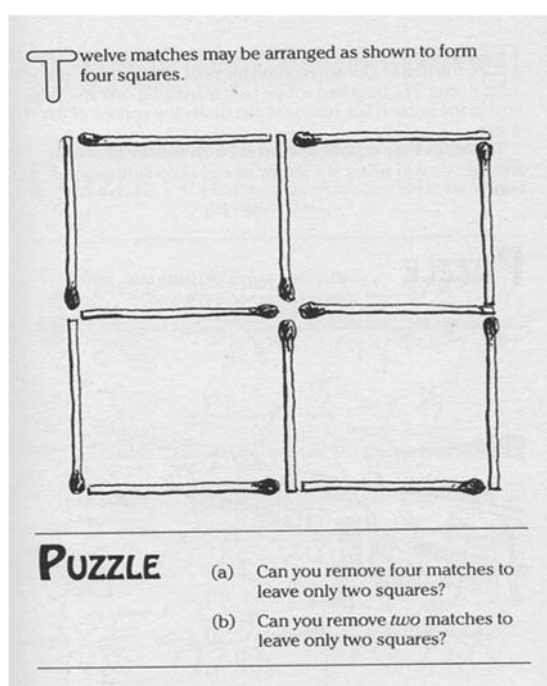 Twelve matches may be arranged as shown to form
four squares.
PUZZLE
(a) Can you remove four matches to
leave only two squares?
(b) Can you remove two matches to
leave only two squares?